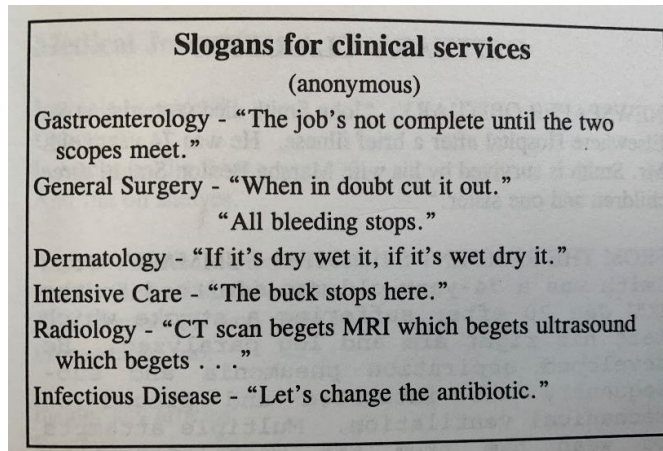 Slogans for clinical services
(anonymous)
Gastroenterology - “The job’s not complete until the two
scopes meet.”
General Surgery - “When in doubt cut it out.”
“All bleeding stops.”
Dermatology - “If it’s dry wet it, if it’s wet dry it.”
Intensive Care - “The buck stops here.”
Radiology - “CT scan begets MRI which begets ultrasound
which begets . . .”
Infectious Disease - “Let’s change the antibiotic.”